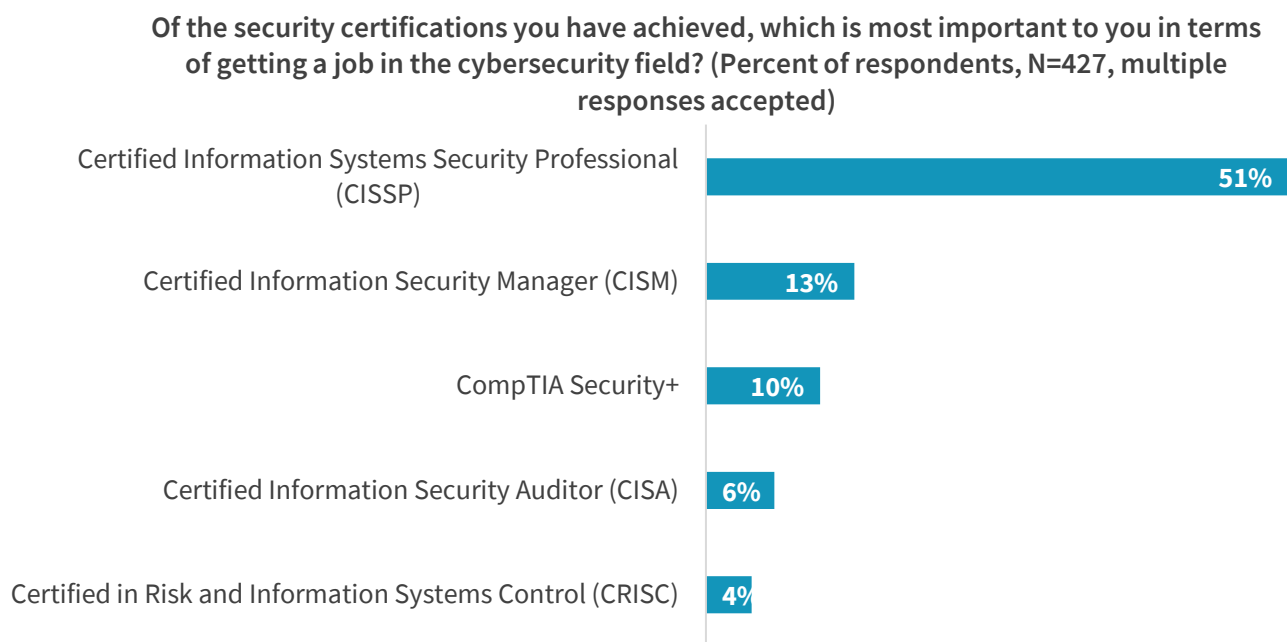 Of the security certifications you have achieved, which is most important to you in terms
of getting a job in the cybersecurity field? (Percent of respondents, N=427, multiple
responses accepted)
Certified Information Systems Security Professional
(CISSP)
51%
Certified Information Security Manager (CISM)
13%
CompTIA Security+
10%
Certified Information Security Auditor (CISA)
6%
Certified in Risk and Information Systems Control (CRISC)
4%